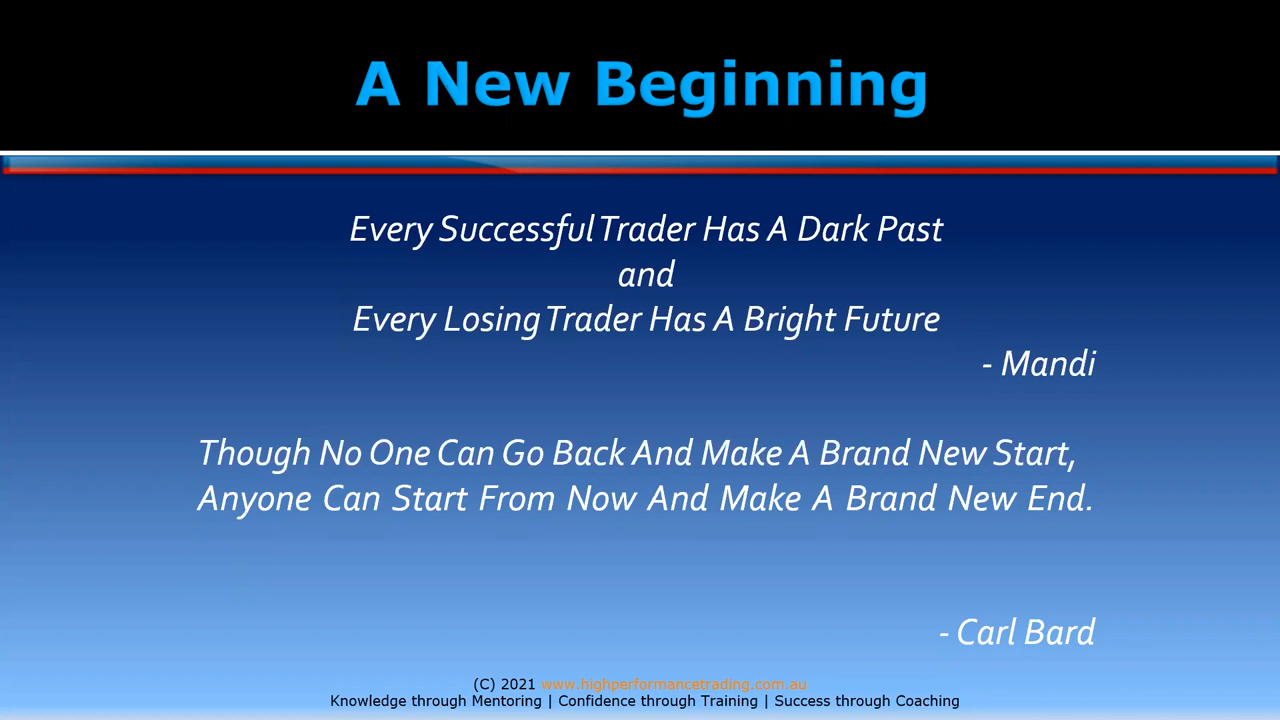 A New Beginning
Every Successful Trader Has A Dark Past
and
Every Losing Trader Has A Bright Future
- Mandi
Though No One Can Go Back And Make A Brand New Start,
Anyone Can Start From Now And Make A Brand New End.
- Carl Bard
(C) 2021 www.highperformancetrading.com.au
Knowledge through Mentoring | Confidence through Training | Success through Coaching